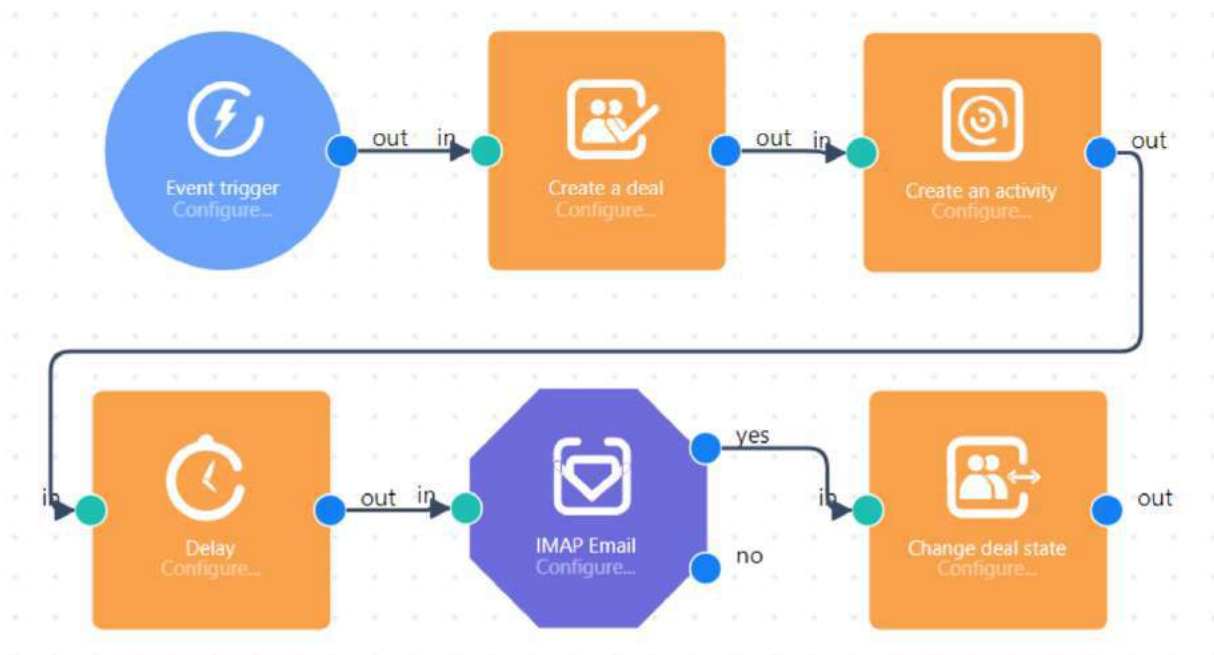 out in
out in
out
Event trigger
Configure...
Create a deal
Configure...
Create an activity
Configure...
in
out in
yes
in
out
Delay
Configure...
IMAP Email
Configure...
no
Change deal state
Configure...